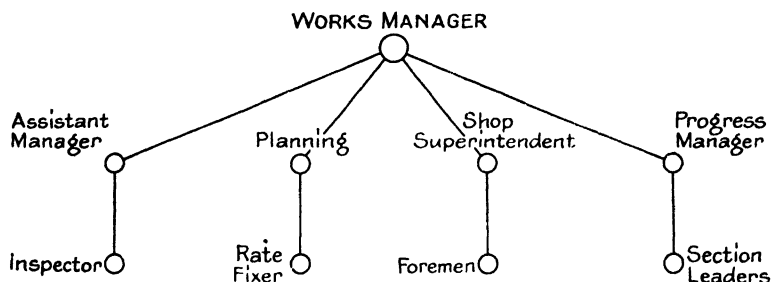 WORKS MANAGER
Assistant
Manager
Planning
Shop
Superintendent
Progress
Manager
Inspector
Rate
Fixer
Foremen
Section
Leaders